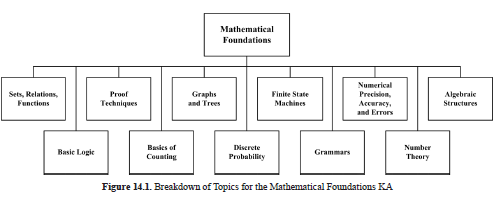 Mathematical
Foundations
Sets, Relations,
Functions
Proof
Techniques
Graphs
and Trees
Finite State
Machines
Numerical
Precision,
Accuracy,
and Errors
Algebraic
Structures
Basic Logic
Basics of
Counting
Discrete
Probability
Grammars
Number
Theory
Figure 14.1. Breakdown of Topics for the Mathematical Foundations KA